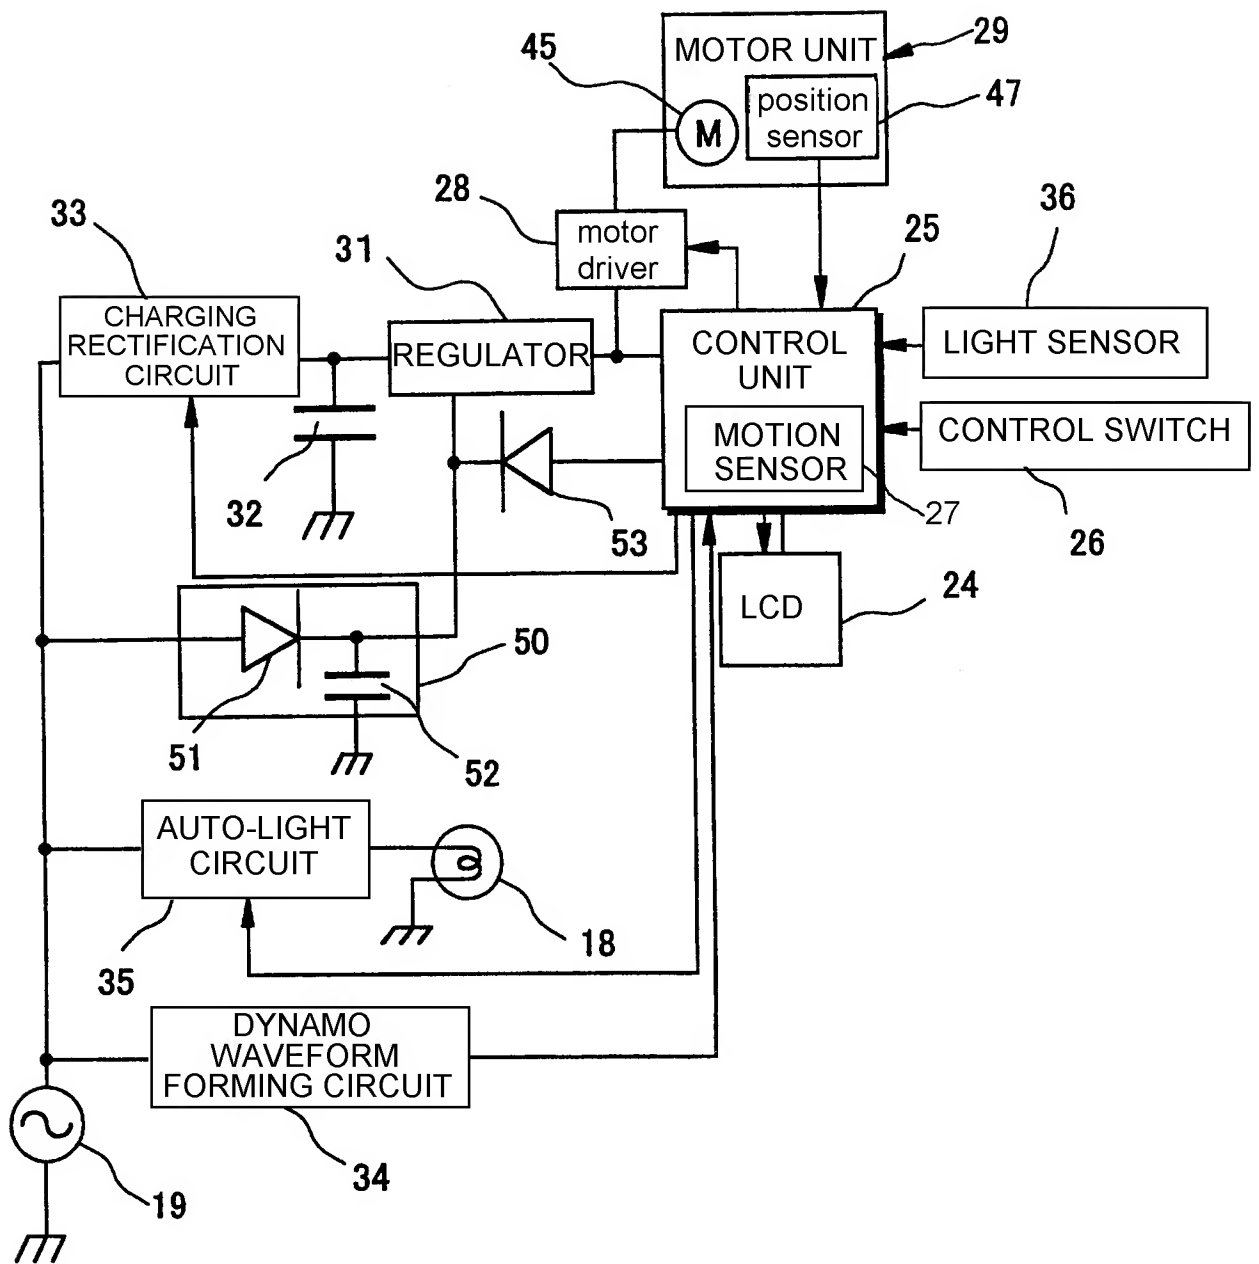 45
MOTOR UNIT
29
position
sensor
47
M
28
motor
driver
33
31
25
36
CHARGING
RECTIFICATION
CIRCUIT
REGULATOR
CONTROL
UNIT
LIGHT SENSOR
MOTION
SENSOR
CONTROL SWITCH
32
53
27
26
LCD
24
50
51
52
AUTO-LIGHT
CIRCUIT
18
35
DYNAMO
WAVEFORM
FORMING CIRCUIT
34
19